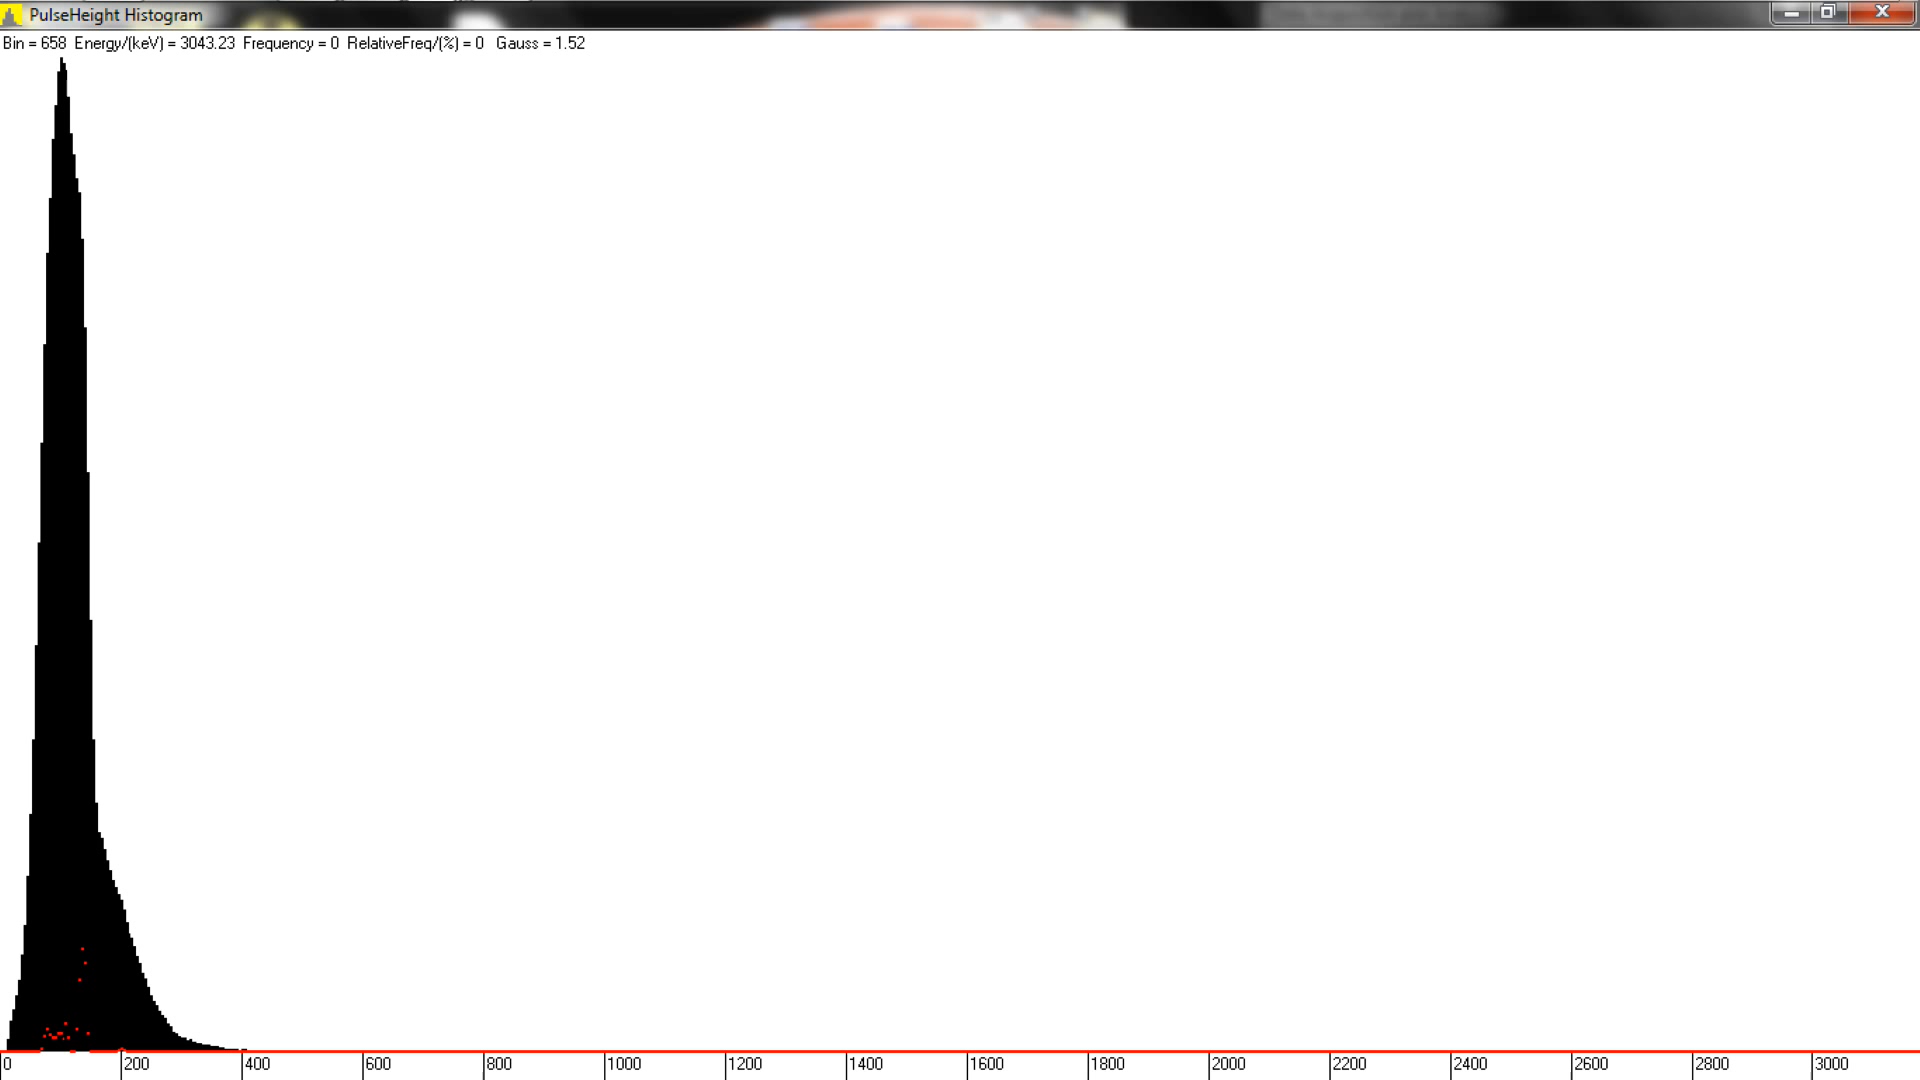 PulseHeight Histogram
Bin = 658 Energy/(keV) = 3043.23 Frequency = 0 RelativeFreq/(%) = 0 Gauss = 1.52
0 200 400 600 800 1000 1200 1400 1600 1800 2000 2200 2400 2600 2800 3000